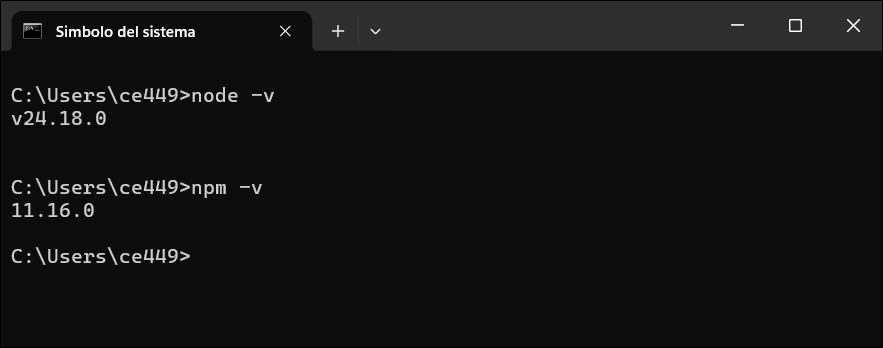 Simbolo del sistema
C:\Users\ce449>node -v
v24.18.0
C:\Users\ce449>npm -v
11.16.0
C:\Users\ce449>